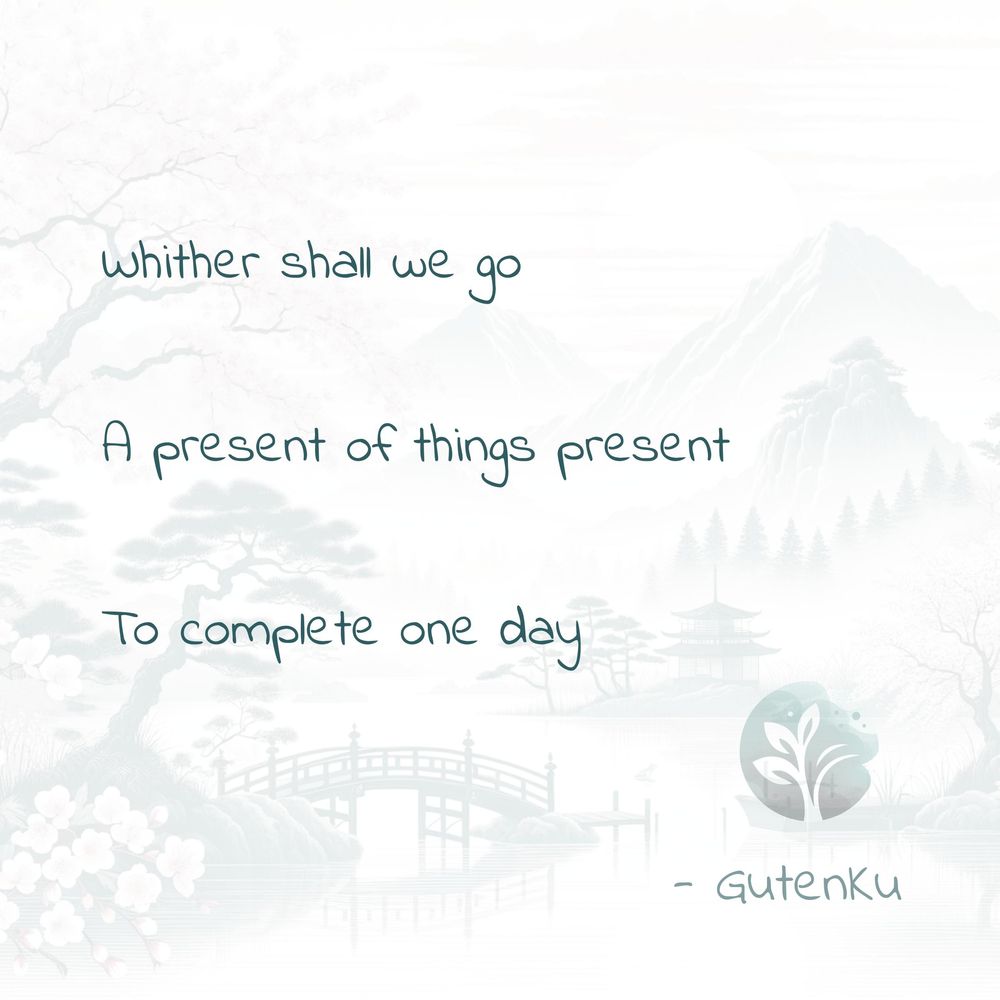 Whither shall we go
A present of things present
To complete one day
- GutenKu